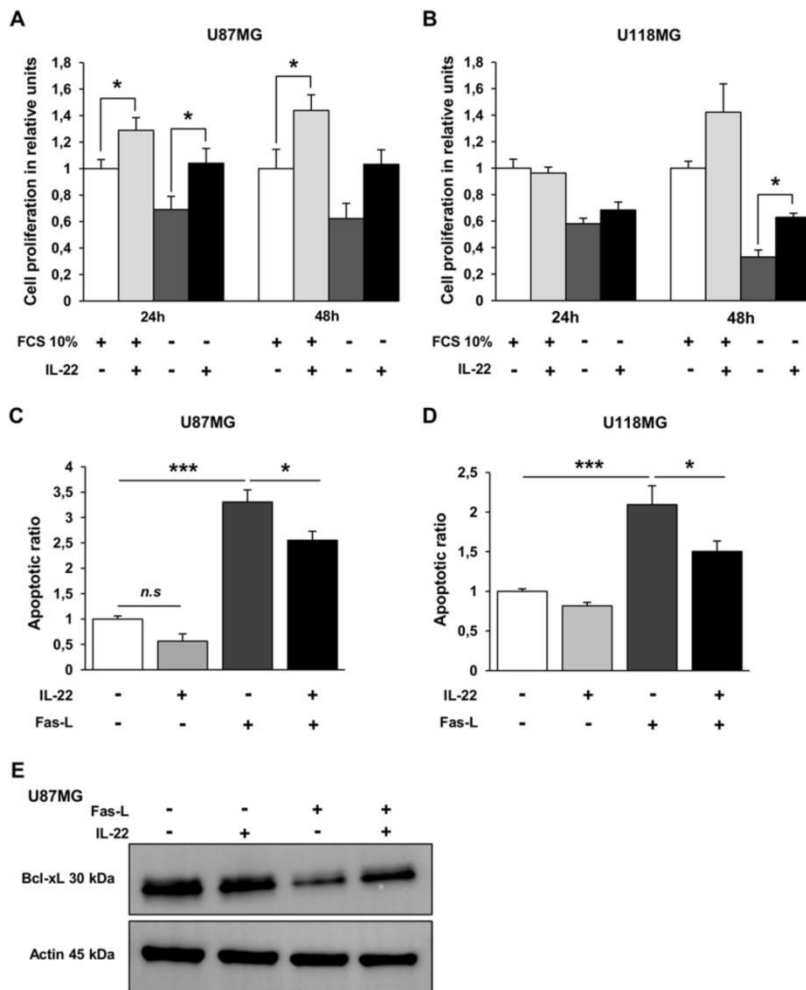 A
U87MG
Cell proliferation in relative units
1,8
1,6
1,4
1,2
1
0,8
0,6
0,4
0,2
0
* * *
24h 48h
FCS 10% + + - - + + - -
IL-22 - + - + - + - +
B
U118MG
Cell proliferation in relative units
1,8
1,6
1,4
1,2
1
0,8
0,6
0,4
0,2
0
*
24h 48h
FCS 10% + + - - + + - -
IL-22 - + - + - + - +
C
U87MG
Apoptotic ratio
4
3,5
3
2,5
2
1,5
1
0,5
0
*** *
n.s
IL-22 - + - +
Fas-L - - + +
D
U118MG
Apoptotic ratio
2,5
2
1,5
1
0,5
0
*** *
IL-22 - + - +
Fas-L - - + +
E
U87MG
Fas-L - - + +
IL-22 - + - +
Bcl-xL 30 kDa
Actin 45 kDa